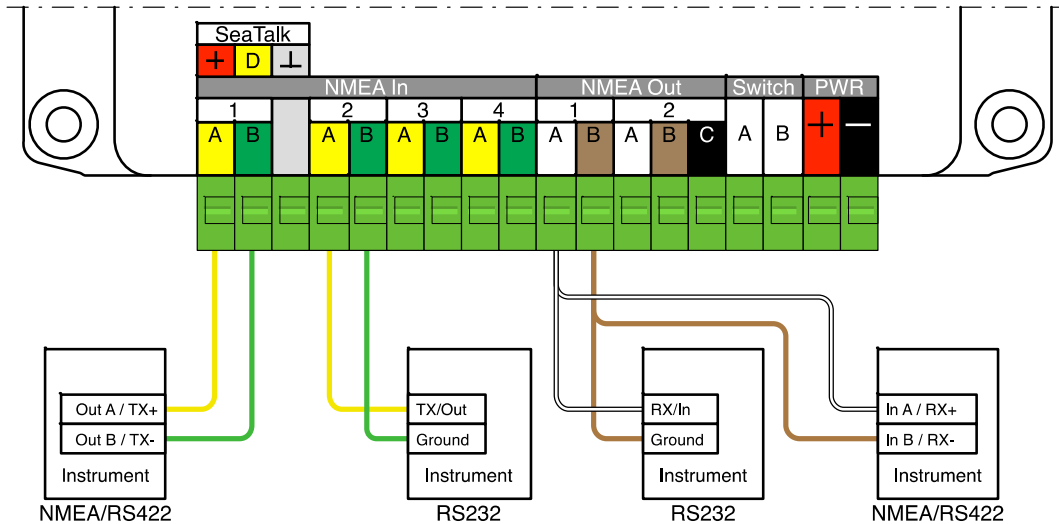 SeaTalk
+ D ⊥
NMEA In NMEA Out Switch PWR
1 2 3 4 1 2
A B A B A B A B A B A B C A B + −
Out A / TX+
Out B / TX-
Instrument
NMEA/RS422
TX/Out
Ground
Instrument
RS232
RX/In
Ground
Instrument
RS232
In A / RX+
In B / RX-
Instrument
NMEA/RS422